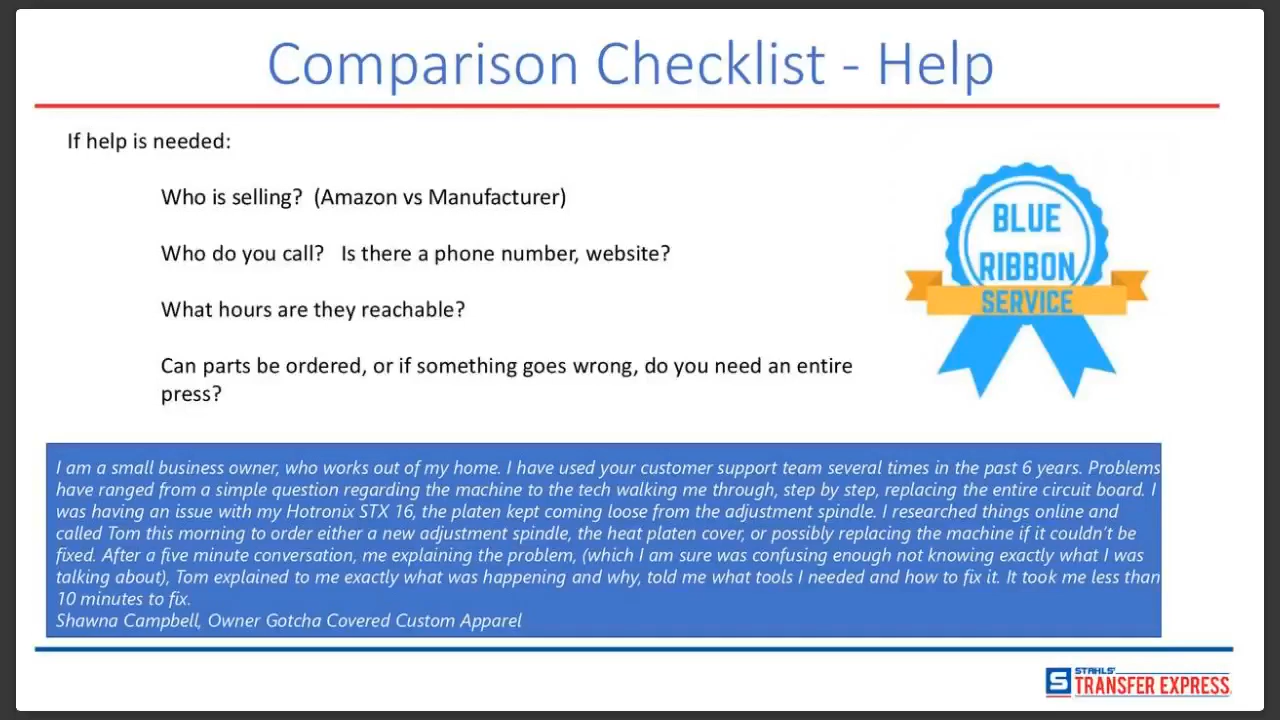 Comparison Checklist - Help
If help is needed:
Who is selling?  (Amazon vs Manufacturer)
Who do you call?   Is there a phone number, website?
What hours are they reachable?
Can parts be ordered, or if something goes wrong, do you need an entire
press?
BLUE
RIBBON
SERVICE
I am a small business owner, who works out of my home. I have used your customer support team several times in the past 6 years. Problems
have ranged from a simple question regarding the machine to the tech walking me through, step by step, replacing the entire circuit board. I
was having an issue with my Hotronix STX 16, the platen kept coming loose from the adjustment spindle. I researched things online and
called Tom this morning to order either a new adjustment spindle, the heat platen cover, or possibly replacing the machine if it couldn't be
fixed. After a five minute conversation, me explaining the problem, (which I am sure was confusing enough not knowing exactly what I was
talking about), Tom explained to me exactly what was happening and why, told me what tools I needed and how to fix it. It took me less than
10 minutes to fix.
Shawna Campbell, Owner Gotcha Covered Custom Apparel
S STAHLS'
TRANSFER EXPRESS